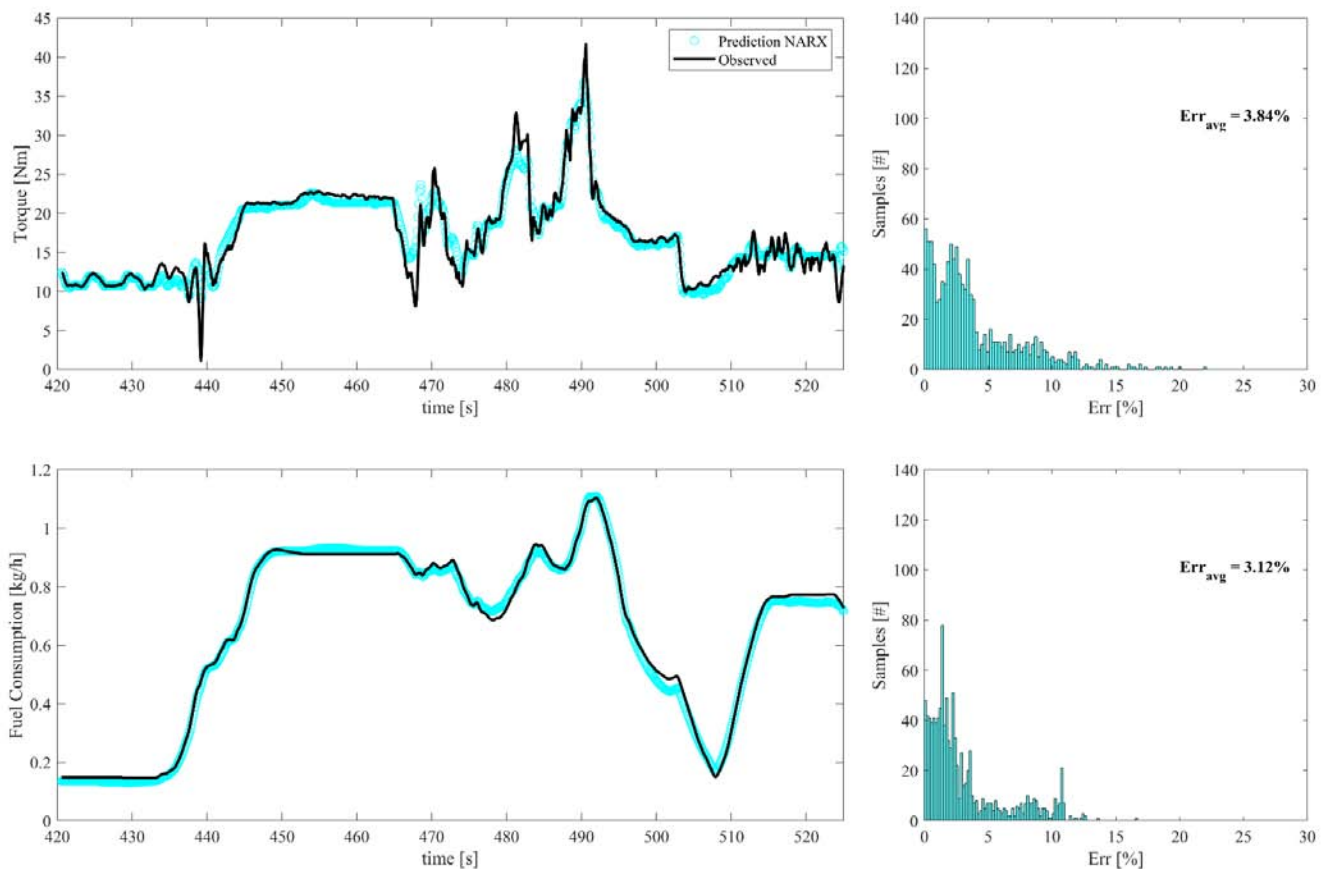 45
40
35
30
25
20
15
10
5
0
Torque [Nm]
Prediction NARX
Observed
420 430 440 450 460 470 480 490 500 510 520
time [s]
140
120
100
80
60
40
20
0
Samples [#]
Err_avg = 3.84%
0 5 10 15 20 25 30
Err [%]
1.2
1
0.8
0.6
0.4
0.2
0
Fuel Consumption [kg/h]
420 430 440 450 460 470 480 490 500 510 520
time [s]
140
120
100
80
60
40
20
0
Samples [#]
Err_avg = 3.12%
0 5 10 15 20 25 30
Err [%]